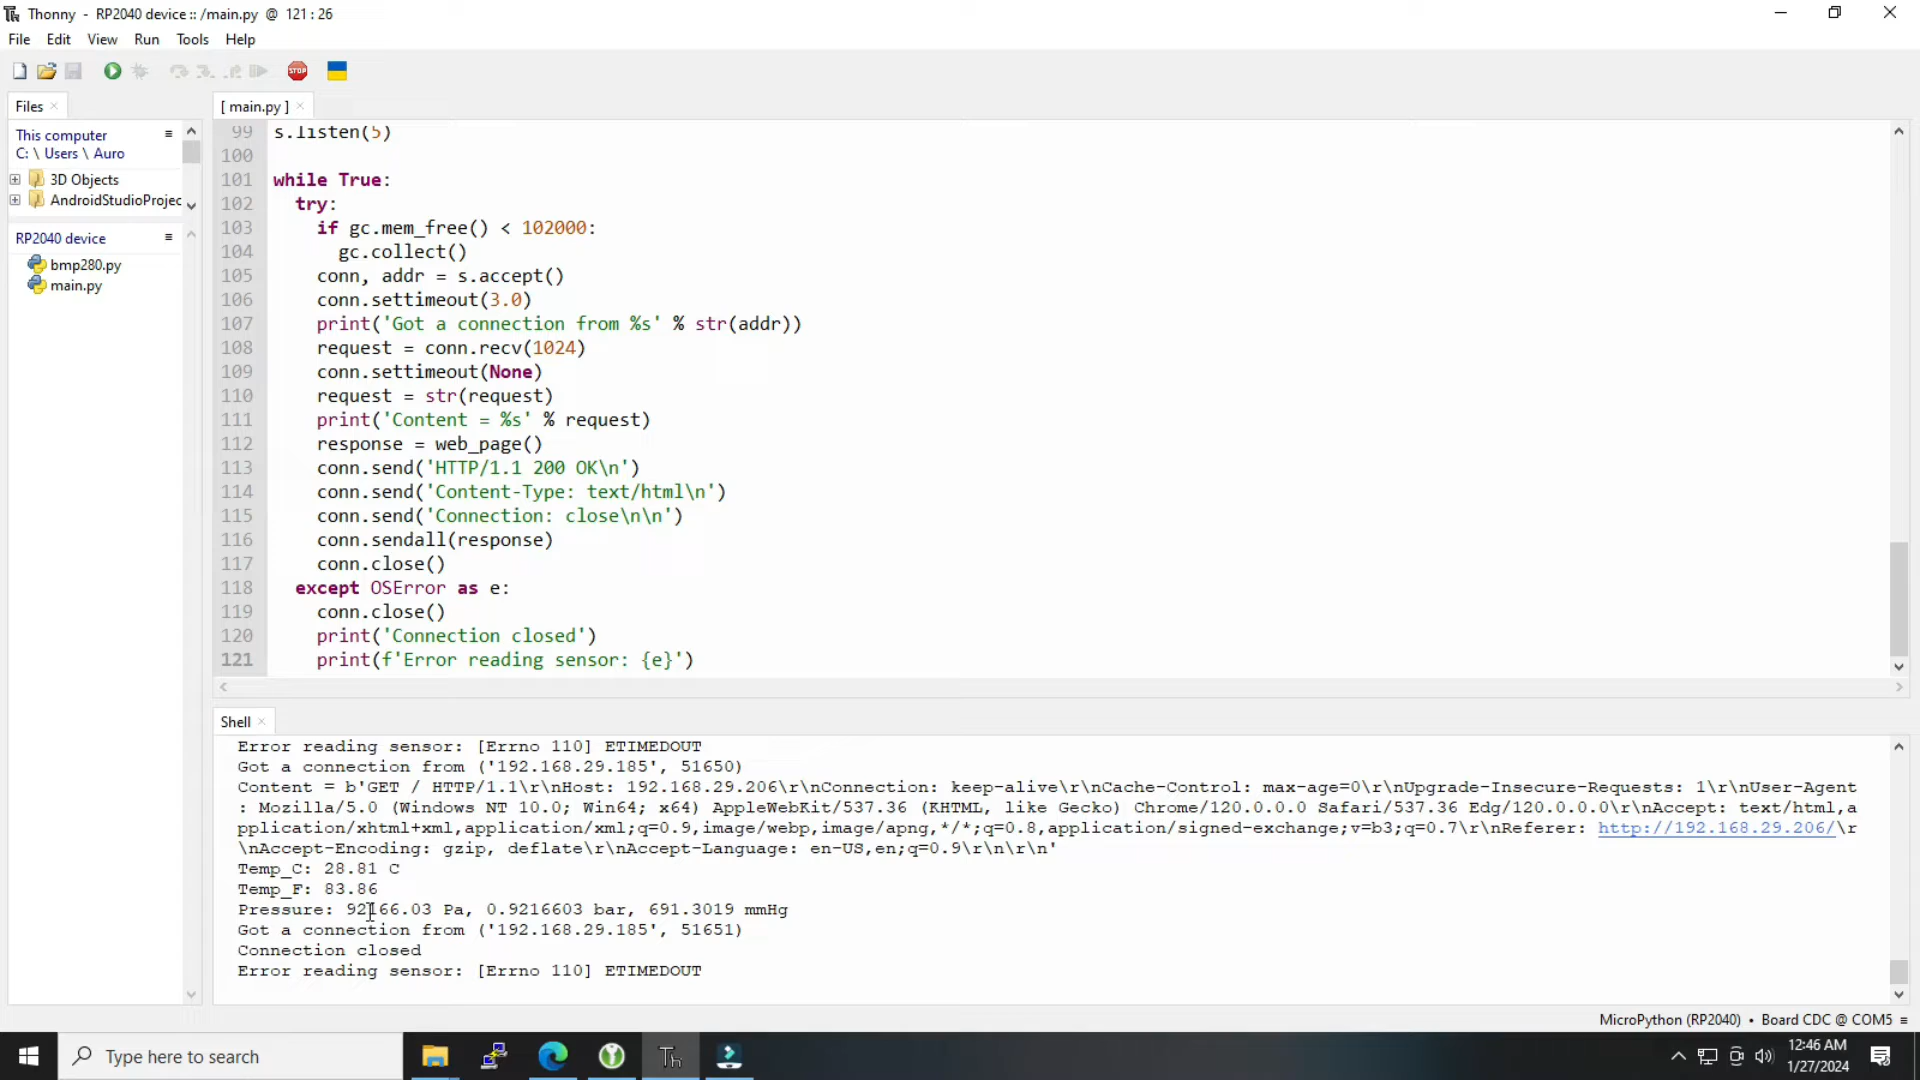 Thonny - RP2040 device :: /main.py @ 121 : 26
File Edit View Run Tools Help
STOP
Files
[ main.py ]
This computer
C: \ Users \ Auro
3D Objects
AndroidStudioProjec
RP2040 device
bmp280.py
main.py
99 s.listen(5)
100
101 while True:
102 try:
103 if gc.mem_free() < 102000:
104 gc.collect()
105 conn, addr = s.accept()
106 conn.settimeout(3.0)
107 print('Got a connection from %s' % str(addr))
108 request = conn.recv(1024)
109 conn.settimeout(None)
110 request = str(request)
111 print('Content = %s' % request)
112 response = web_page()
113 conn.send('HTTP/1.1 200 OK\n')
114 conn.send('Content-Type: text/html\n')
115 conn.send('Connection: close\n\n')
116 conn.sendall(response)
117 conn.close()
118 except OSError as e:
119 conn.close()
120 print('Connection closed')
121 print(f'Error reading sensor: {e}')
Shell
Error reading sensor: [Errno 110] ETIMEDOUT
Got a connection from ('192.168.29.185', 51650)
Content = b'GET / HTTP/1.1\r\nHost: 192.168.29.206\r\nConnection: keep-alive\r\nCache-Control: max-age=0\r\nUpgrade-Insecure-Requests: 1\r\nUser-Agent
: Mozilla/5.0 (Windows NT 10.0; Win64; x64) AppleWebKit/537.36 (KHTML, like Gecko) Chrome/120.0.0.0 Safari/537.36 Edg/120.0.0.0\r\nAccept: text/html,a
pplication/xhtml+xml,application/xml;q=0.9,image/webp,image/apng,*/*;q=0.8,application/signed-exchange;v=b3;q=0.7\r\nReferer: http://192.168.29.206/\r
\nAccept-Encoding: gzip, deflate\r\nAccept-Language: en-US,en;q=0.9\r\n\r\n'
Temp_C: 28.81 C
Temp_F: 83.86
Pressure: 92166.03 Pa, 0.9216603 bar, 691.3019 mmHg
Got a connection from ('192.168.29.185', 51651)
Connection closed
Error reading sensor: [Errno 110] ETIMEDOUT
MicroPython (RP2040) • Board CDC @ COM5
Type here to search
Th
12:46 AM
1/27/2024